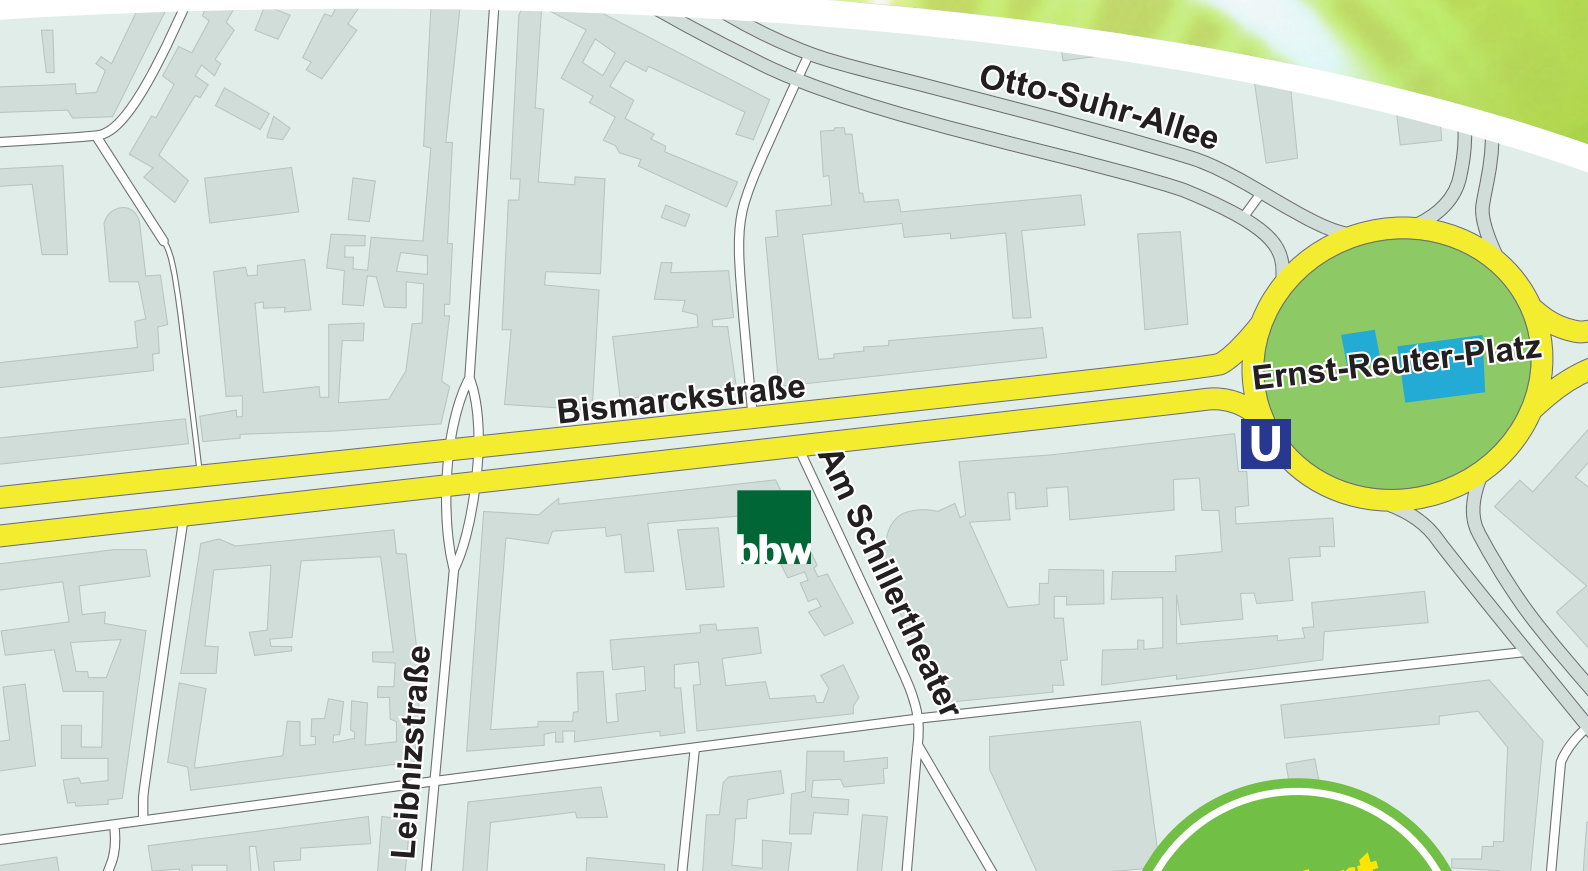 Otto-Suhr-Allee
Ernst-Reuter-Platz
Bismarckstraße
U
Am Schillertheater
bbw
Leibnizstraße